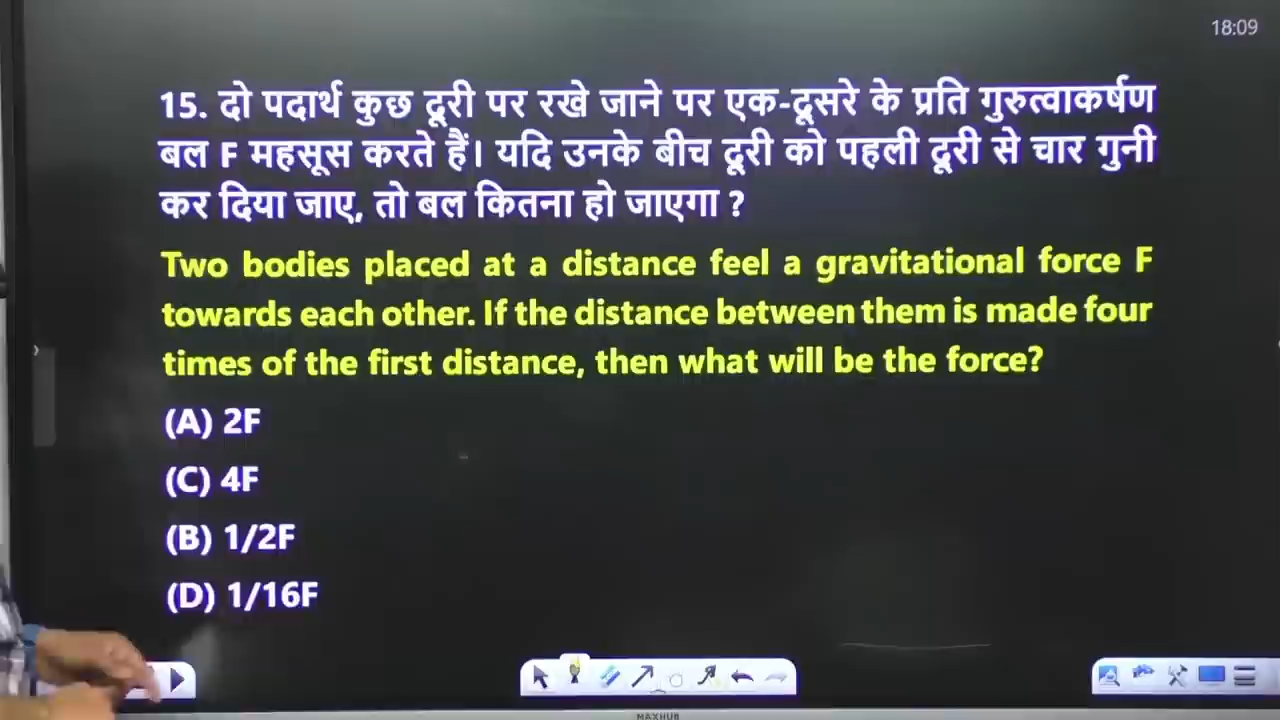 18:09
15. दो पदार्थ कुछ दूरी पर रखे जाने पर एक-दूसरे के प्रति गुरुत्वाकर्षण
बल F महसूस करते हैं। यदि उनके बीच दूरी को पहली दूरी से चार गुनी
कर दिया जाए, तो बल कितना हो जाएगा ?
Two bodies placed at a distance feel a gravitational force F
towards each other. If the distance between them is made four
times of the first distance, then what will be the force?
(A) 2F
(C) 4F
(B) 1/2F
(D) 1/16F
MAXHUB